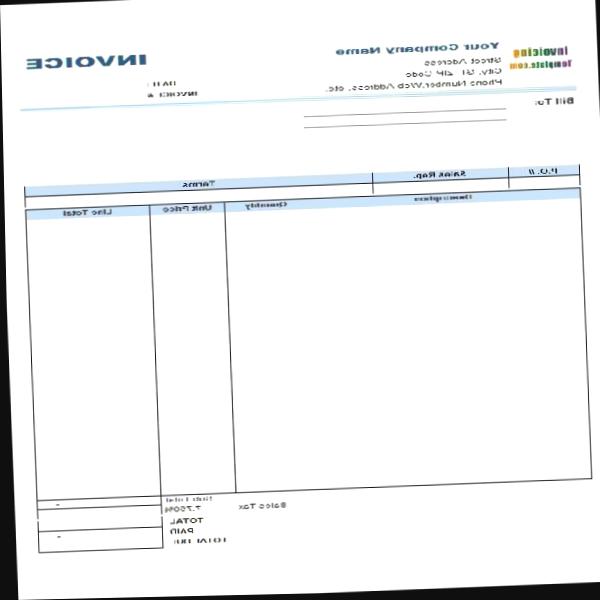 Invoicing
Template.com
Your Company Name
INVOICE
Street Address
City, ST ZIP Code
Phone Number,Web Address, etc.
DATE:
INVOICE #
Bill To:
P.O. #
Sales Rep.
Terms
Description
Quantity
Unit Price
Line Total
Sub Total
-
Sales Tax
7.750%
TOTAL
PAID
TOTAL DUE
-